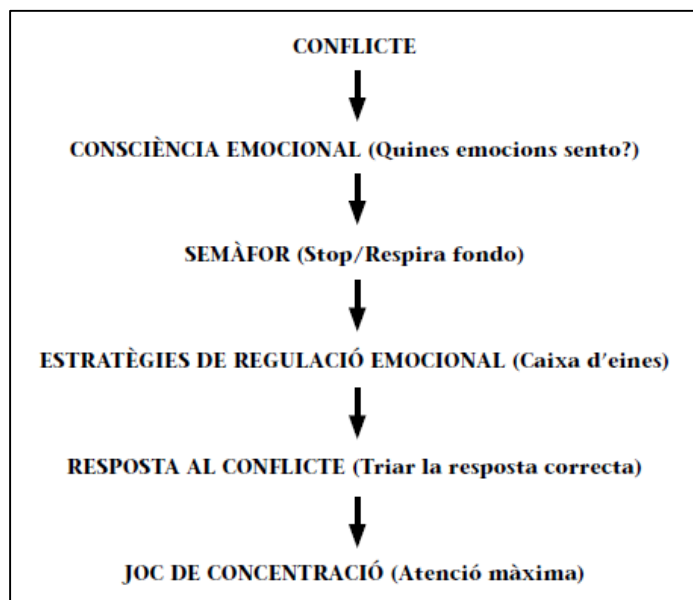 CONFLICTE
CONSCIÈNCIA EMOCIONAL (Quines emocions sento?)
SEMÀFOR (Stop/Respira fondo)
ESTRATÈGIES DE REGULACIÓ EMOCIONAL (Caixa d'eines)
RESPOSTA AL CONFLICTE (Triar la resposta correcta)
JOC DE CONCENTRACIÓ (Atenció màxima)